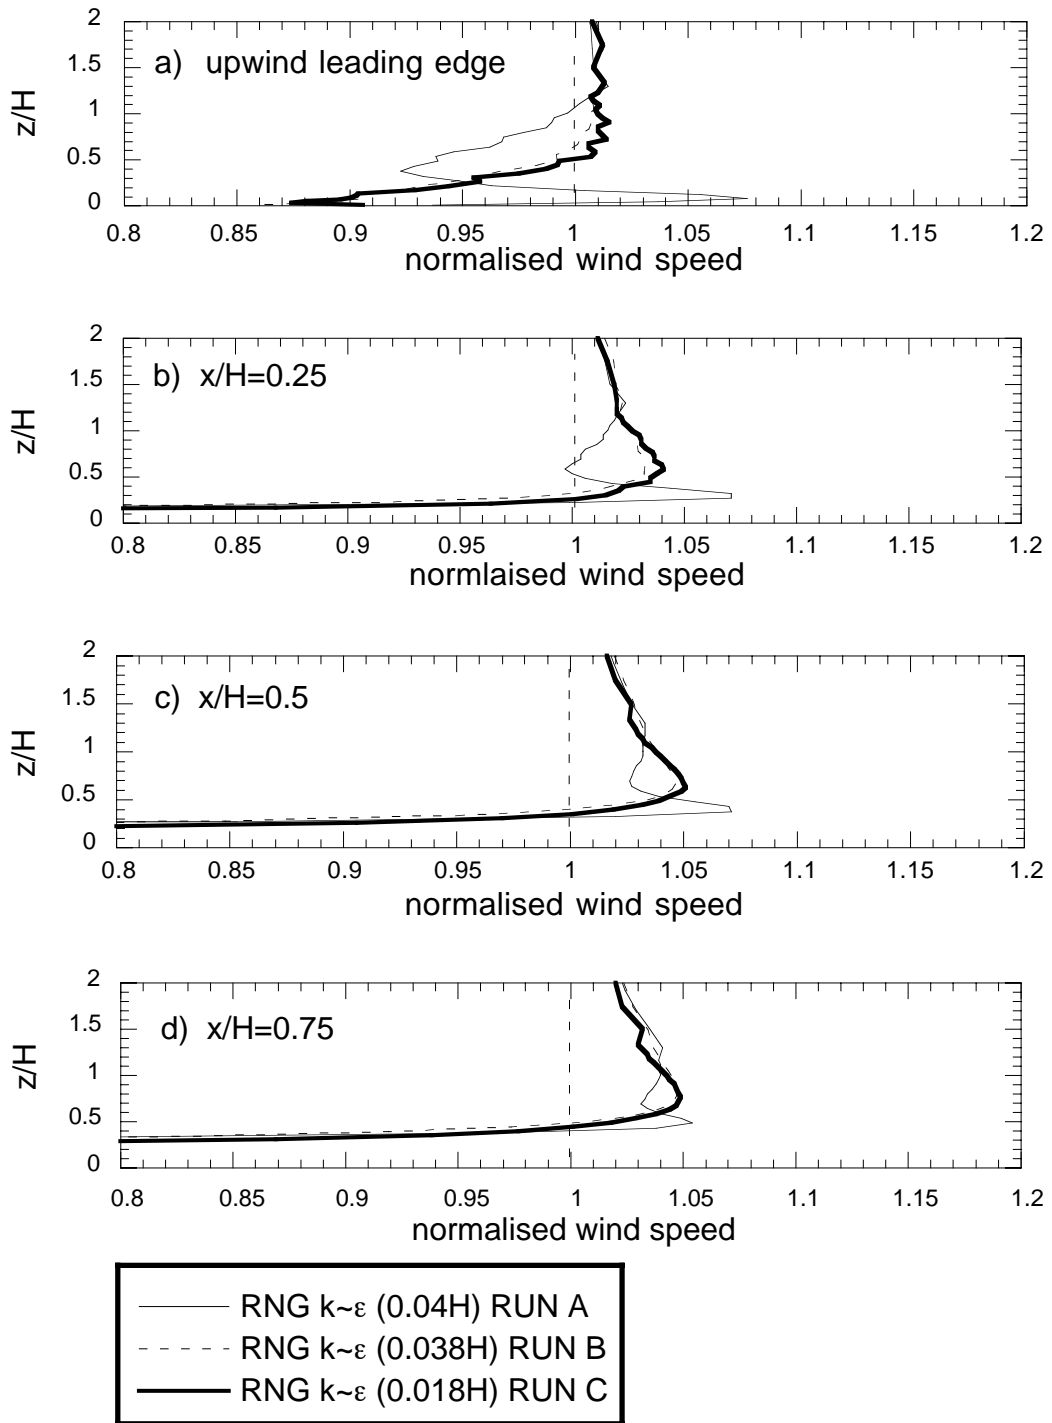 2
1.5
1
0.5
0
z/H
a) upwind leading edge
0.8 0.85 0.9 0.95 1 1.05 1.1 1.15 1.2
normalised wind speed
2
1.5
1
0.5
0
z/H
b) x/H=0.25
0.8 0.85 0.9 0.95 1 1.05 1.1 1.15 1.2
normlaised wind speed
2
1.5
1
0.5
0
z/H
c) x/H=0.5
0.8 0.85 0.9 0.95 1 1.05 1.1 1.15 1.2
normalised wind speed
2
1.5
1
0.5
0
z/H
d) x/H=0.75
0.8 0.85 0.9 0.95 1 1.05 1.1 1.15 1.2
normalised wind speed
RNG k~ε (0.04H) RUN A
RNG k~ε (0.038H) RUN B
RNG k~ε (0.018H) RUN C